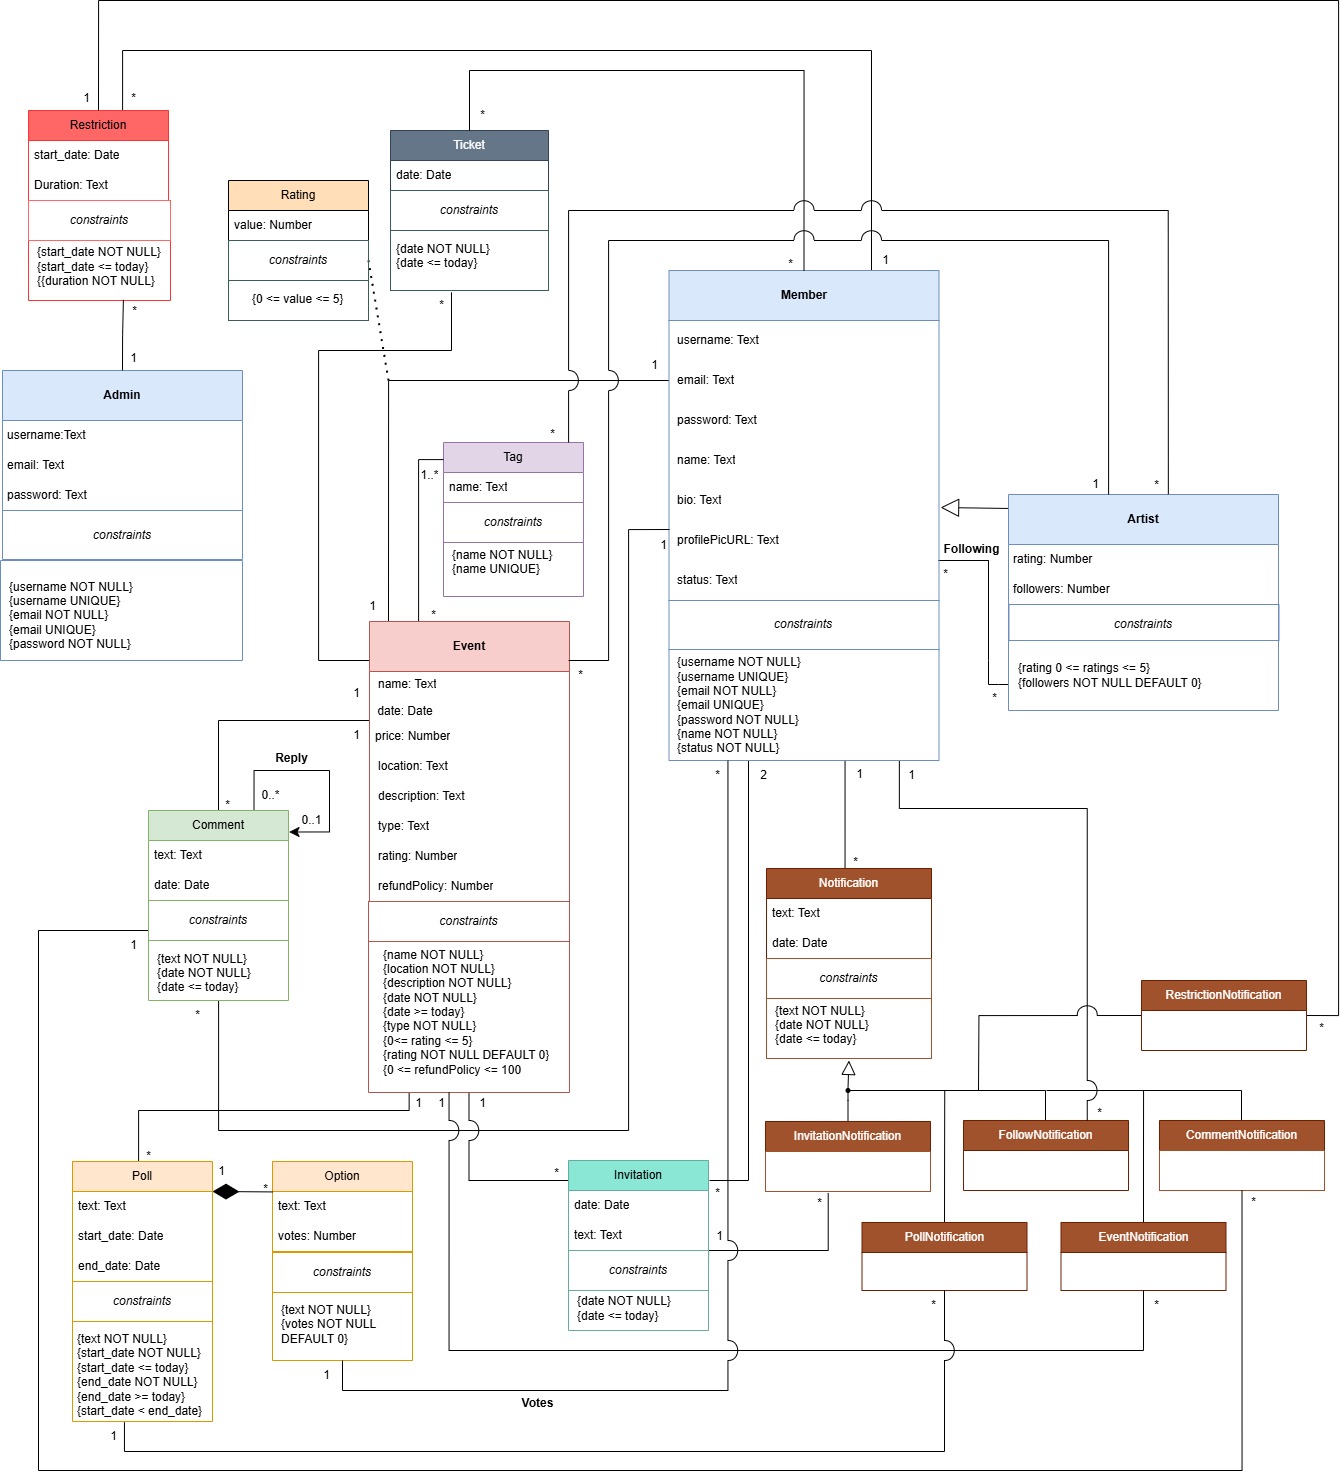 1
*
Restriction
start_date: Date
Duration: Text
constraints
{start_date NOT NULL}
{start_date <= today}
{{duration NOT NULL}
*
1
Admin
username:Text
email: Text
password: Text
constraints
{username NOT NULL}
{username UNIQUE}
{email NOT NULL}
{email UNIQUE}
{password NOT NULL}
Rating
value: Number
constraints
{0 <= value <= 5}
*
Ticket
date: Date
constraints
{date NOT NULL}
{date <= today}
*
*
1
Member
username: Text
email: Text
password: Text
name: Text
bio: Text
profilePicURL: Text
status: Text
constraints
{username NOT NULL}
{username UNIQUE}
{email NOT NULL}
{email UNIQUE}
{password NOT NULL}
{name NOT NULL}
{status NOT NULL}
1
1
*
Tag
1..*
name: Text
constraints
{name NOT NULL}
{name UNIQUE}
1
*
Artist
rating: Number
followers: Number
constraints
{rating 0 <= ratings <= 5}
{followers NOT NULL DEFAULT 0}
Following
*
*
1
*
Event
*
1
1
name: Text
date: Date
price: Number
location: Text
description: Text
type: Text
rating: Number
refundPolicy: Number
constraints
{name NOT NULL}
{location NOT NULL}
{description NOT NULL}
{date NOT NULL}
{date >= today}
{type NOT NULL}
{0<= rating <= 5}
{rating NOT NULL DEFAULT 0}
{0 <= refundPolicy <= 100
Reply
0..*
0..1
*
Comment
text: Text
date: Date
constraints
{text NOT NULL}
{date NOT NULL}
{date <= today}
1
*
*
2
1
1
*
Notification
text: Text
date: Date
constraints
{text NOT NULL}
{date NOT NULL}
{date <= today}
RestrictionNotification
*
1
1
1
*
InvitationNotification
FollowNotification
CommentNotification
*
*
PollNotification
EventNotification
*
*
*
Poll
text: Text
start_date: Date
end_date: Date
constraints
{text NOT NULL}
{start_date NOT NULL}
{start_date <= today}
{end_date NOT NULL}
{end_date >= today}
{start_date < end_date}
1
1
*
Option
text: Text
votes: Number
constraints
{text NOT NULL}
{votes NOT NULL
DEFAULT 0}
1
Votes
*
Invitation
*
date: Date
text: Text
1
constraints
{date NOT NULL}
{date <= today}